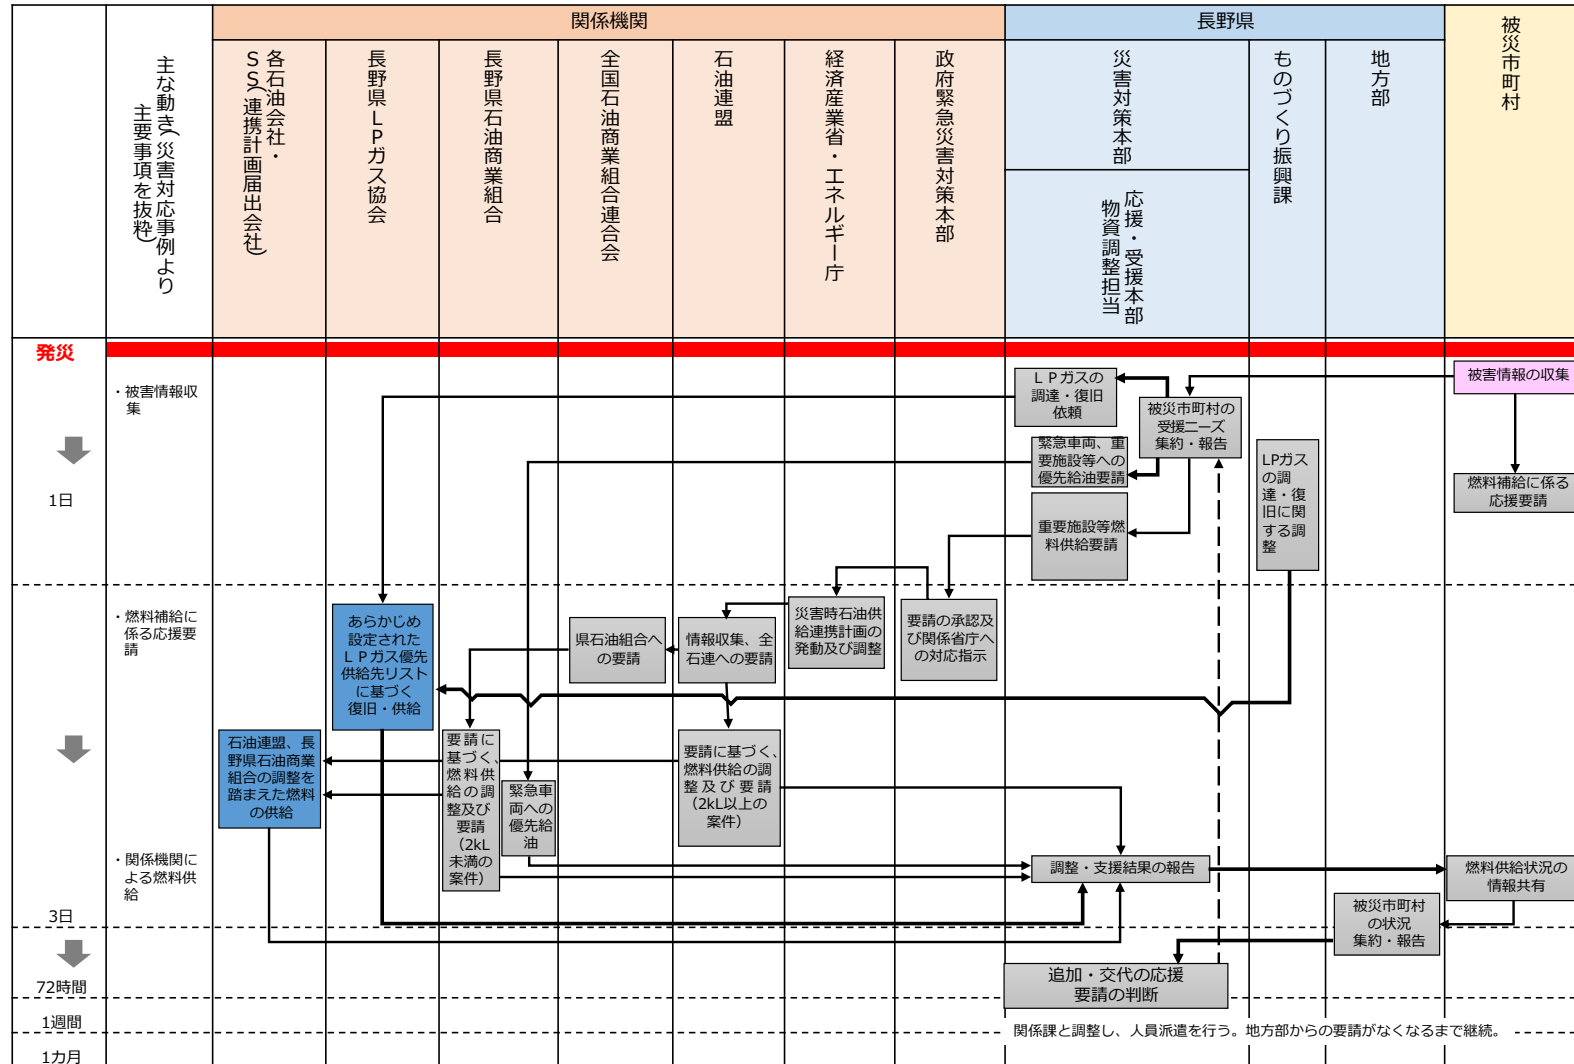 関係機関
長野県
被災市町村
主な動き(災害対応事例より
主要事項を抜粋)
各石油会社・
SS(連携計画届出会社)
長野県LPガス協会
長野県石油商業組合
全国石油商業組合連合会
石油連盟
経済産業省・エネルギー庁
政府緊急災害対策本部
災害対策本部
応援・受援本部
物資調整担当
ものづくり振興課
地方部
発災
・被害情報収
集
LPガスの
調達・復旧
依頼
被災市町村の
受援ニーズ
集約・報告
被害情報の収集
緊急車両、重
要施設等への
優先給油要請
LPガス
の調
達・復
旧に関
する調
整
燃料補給に係る
応援要請
1日
重要施設等燃
料供給要請
・燃料補給に
係る応援要
請
あらかじめ
設定された
LPガス優先
供給先リスト
に基づく
復旧・供給
県石油組合へ
の要請
情報収集、全
石連への要請
災害時石油供
給連携計画の
発動及び調整
要請の承認及
び関係省庁へ
の対応指示
石油連盟、長
野県石油商業
組合の調整を
踏まえた燃料
の供給
要請に
基づく、
燃料供
給の調
整及び
要請
(2kL
未満の
案件)
緊急車
両への
優先給
油
要請に基づく、
燃料供給の調
整及び要請
(2kL以上の
案件)
・関係機関に
よる燃料供
給
調整・支援結果の報告
燃料供給状況の
情報共有
3日
被災市町村
の状況
集約・報告
追加・交代の応援
要請の判断
72時間
1週間
関係課と調整し、人員派遣を行う。地方部からの要請がなくなるまで継続。
1カ月